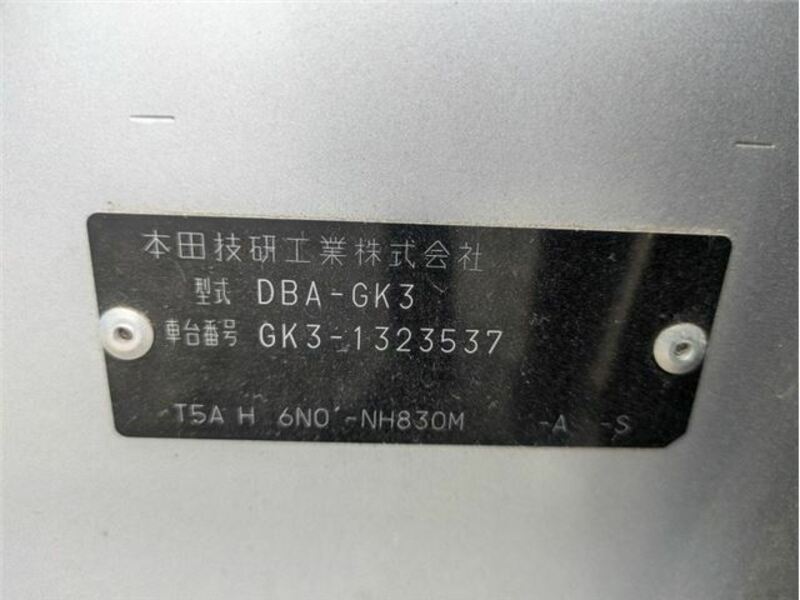 本田技研工業株式会社
型式 DBA-GK3
車台番号 GK3-1323537
T5A H 6N0 -NH830M -A -S